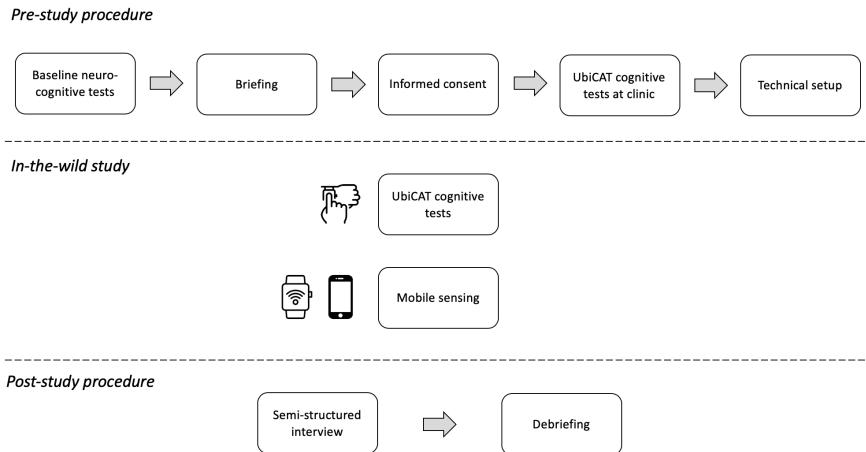 Pre-study procedure
Baseline neuro-
cognitive tests
Briefing
Informed consent
UbiCAT cognitive
tests at clinic
Technical setup
In-the-wild study
UbiCAT cognitive
tests
Mobile sensing
Post-study procedure
Semi-structured
interview
Debriefing